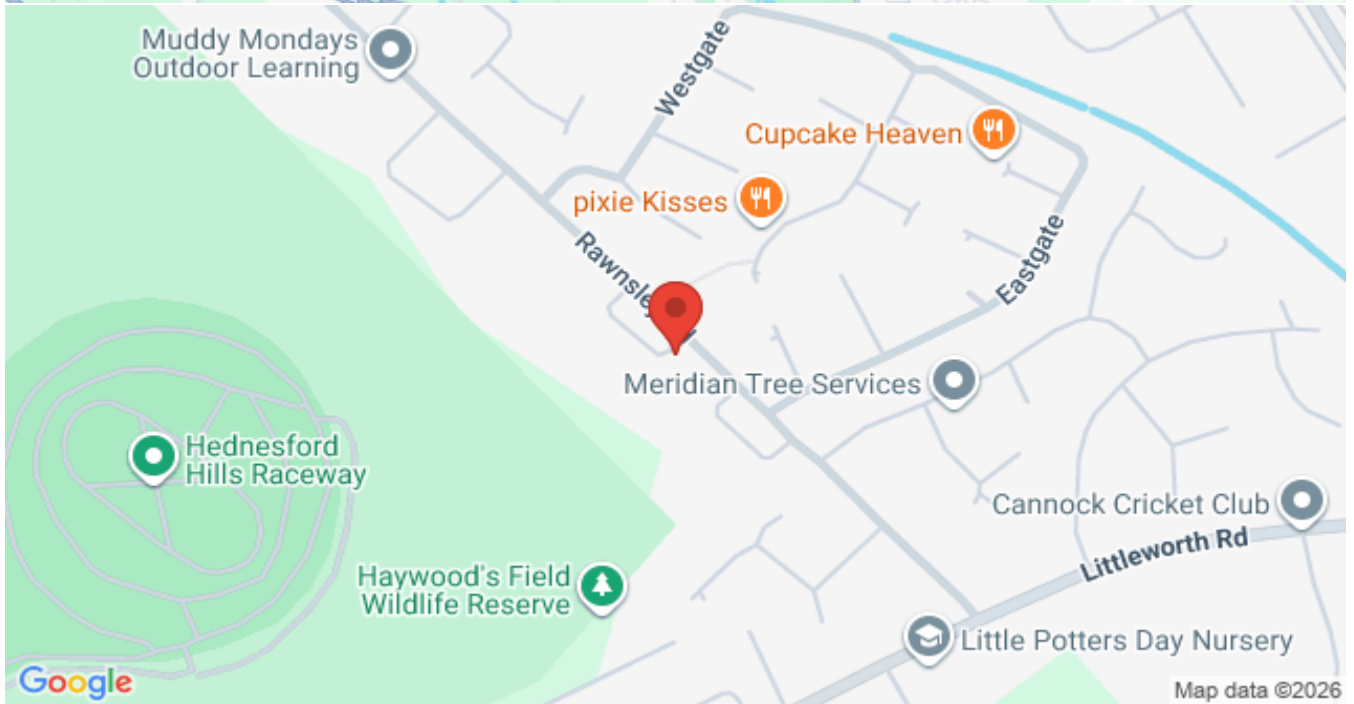 Muddy Mondays
Outdoor Learning
Westgate
Cupcake Heaven
pixie Kisses
Rawnsley
Eastgate
Meridian Tree Services
Hednesford
Hills Raceway
Cannock Cricket Club
Littleworth Rd
Haywood's Field
Wildlife Reserve
Little Potters Day Nursery
Google
Map data ©2026